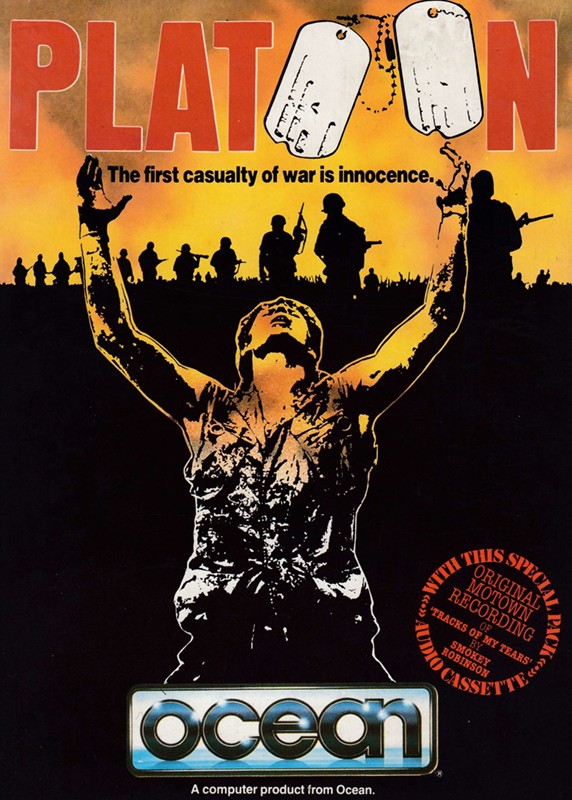 PLATOON
The first casualty of war is innocence.
WITH THIS SPECIAL PACK
ORIGINAL
MOTOWN
RECORDING
OF
'TRACKS OF MY TEARS'
BY
SMOKEY
ROBINSON
AUDIO CASSETTE
ocean
®
A computer product from Ocean.